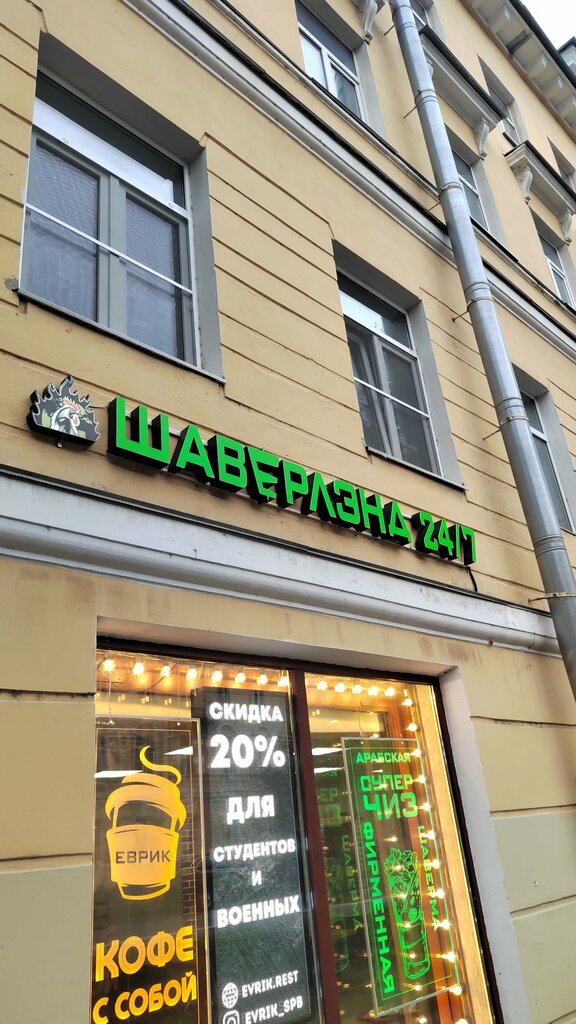 ШАВЕРЛЭНД 24/7
ЕВРИК
КОФЕ
С СОБОЙ
СКИДКА
20%
ДЛЯ
СТУДЕНТОВ
И
ВОЕННЫХ
EVRIK.REST
EVRIK_SPB
АРАБСКАЯ
СУПЕР
ЧИЗ
ФИРМЕННАЯ
ШАВЕРМА